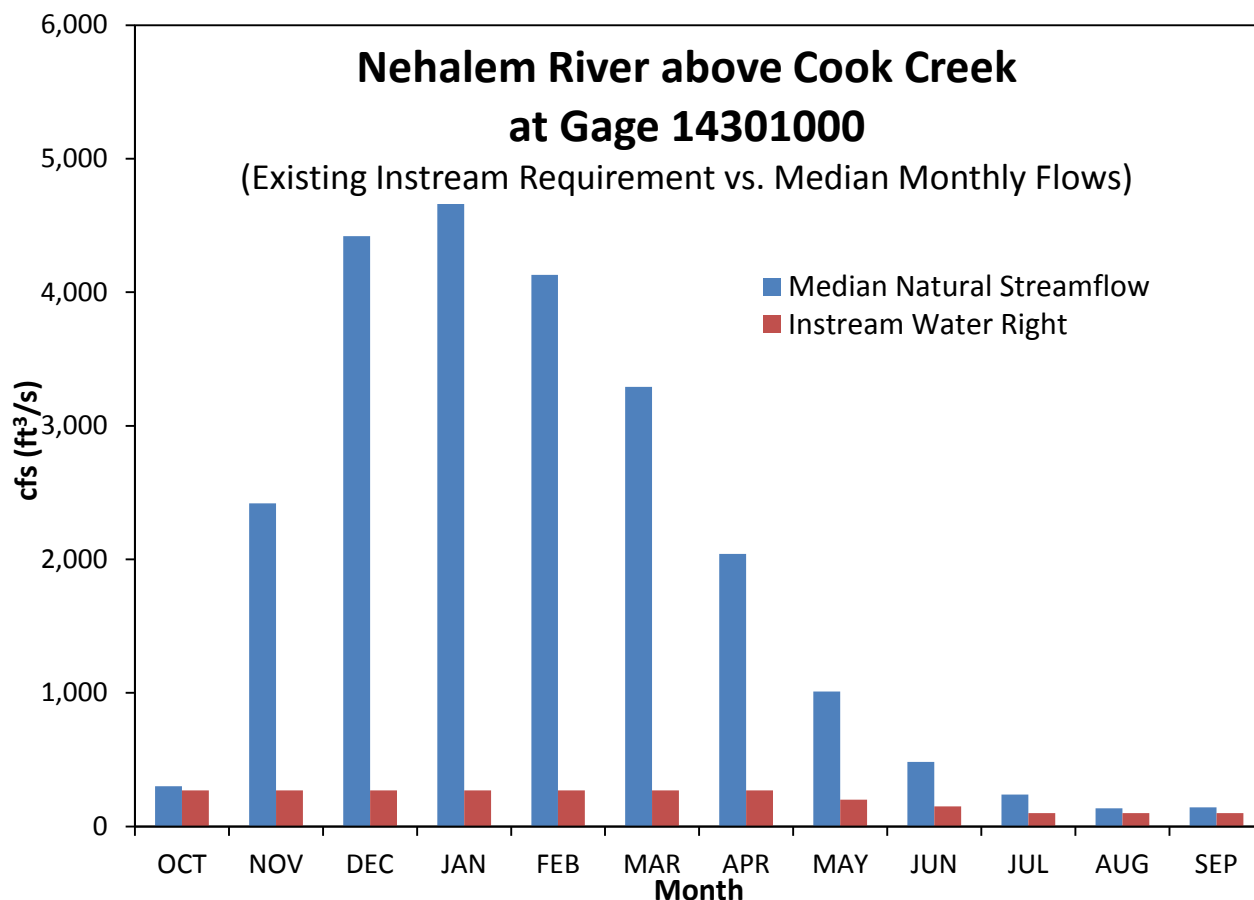 Nehalem River above Cook Creek
at Gage 14301000
(Existing Instream Requirement vs. Median Monthly Flows)
Median Natural Streamflow
Instream Water Right
cfs (ft³/s)
6,000
5,000
4,000
3,000
2,000
1,000
0
OCT NOV DEC JAN FEB MAR APR MAY JUN JUL AUG SEP
Month